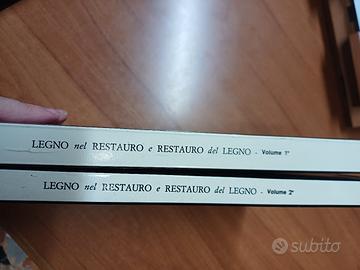 LEGNO nel RESTAURO e RESTAURO del LEGNO - Volume 1°
LEGNO nel RESTAURO e RESTAURO del LEGNO - Volume 2°
subito